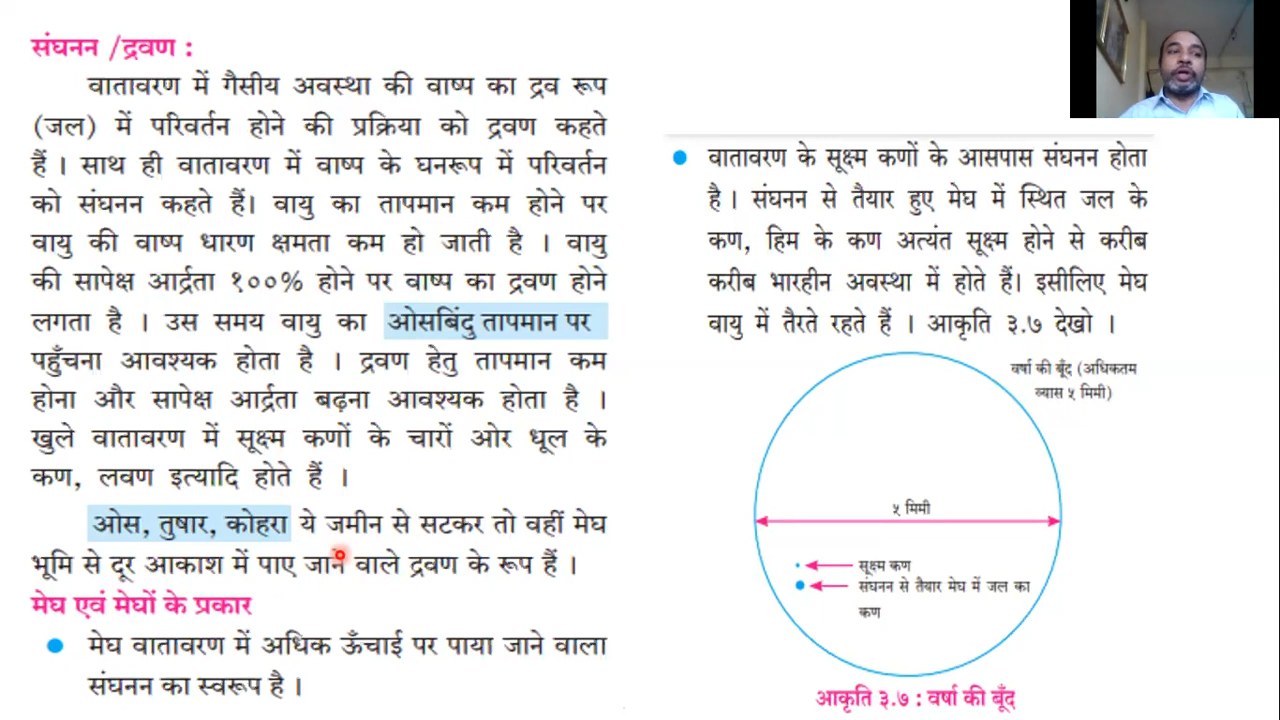 संघनन /द्रवण :
वातावरण में गैसीय अवस्था की वाष्प का द्रव रूप
(जल) में परिवर्तन होने की प्रक्रिया को द्रवण कहते
हैं । साथ ही वातावरण में वाष्प के घनरूप में परिवर्तन
को संघनन कहते हैं। वायु का तापमान कम होने पर
वायु की वाष्प धारण क्षमता कम हो जाती है । वायु
की सापेक्ष आर्द्रता १००% होने पर वाष्प का द्रवण होने
लगता है । उस समय वायु का ओसबिंदु तापमान पर
पहुँचना आवश्यक होता है । द्रवण हेतु तापमान कम
होना और सापेक्ष आर्द्रता बढ़ना आवश्यक होता है ।
खुले वातावरण में सूक्ष्म कणों के चारों ओर धूल के
कण, लवण इत्यादि होते हैं ।
ओस, तुषार, कोहरा ये जमीन से सटकर तो वहीं मेघ
भूमि से दूर आकाश में पाए जाने वाले द्रवण के रूप हैं ।
मेघ एवं मेघों के प्रकार
मेघ वातावरण में अधिक ऊँचाई पर पाया जाने वाला
संघनन का स्वरूप है ।
वातावरण के सूक्ष्म कणों के आसपास संघनन होता
है । संघनन से तैयार हुए मेघ में स्थित जल के
कण, हिम के कण अत्यंत सूक्ष्म होने से करीब
करीब भारहीन अवस्था में होते हैं। इसीलिए मेघ
वायु में तैरते रहते हैं । आकृति ३.७ देखो ।
वर्षा की बूँद (अधिकतम
व्यास ५ मिमी)
५ मिमी
सूक्ष्म कण
संघनन से तैयार मेघ में जल का
कण
आकृति ३.७ : वर्षा की बूँद